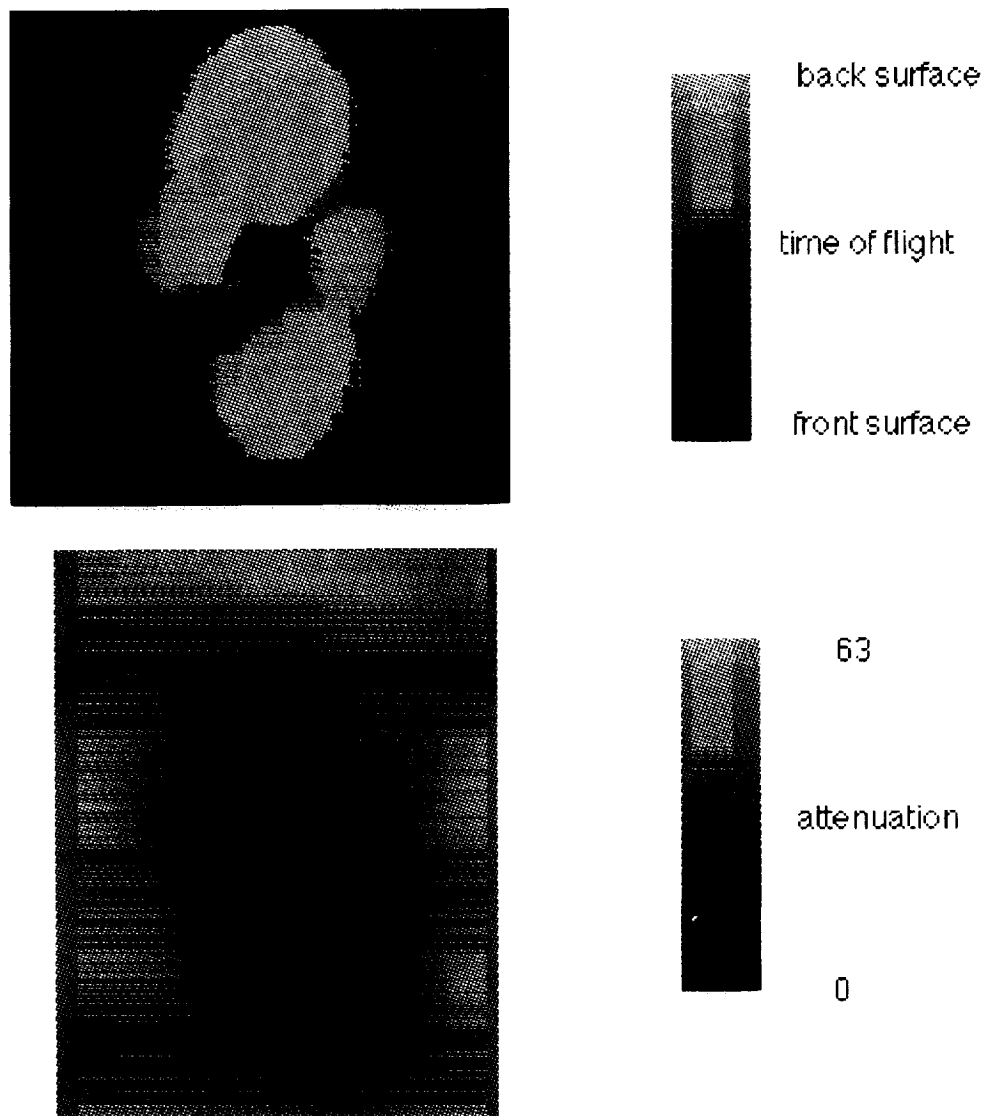 back surface
time of flight
front surface
63
attenuation
0